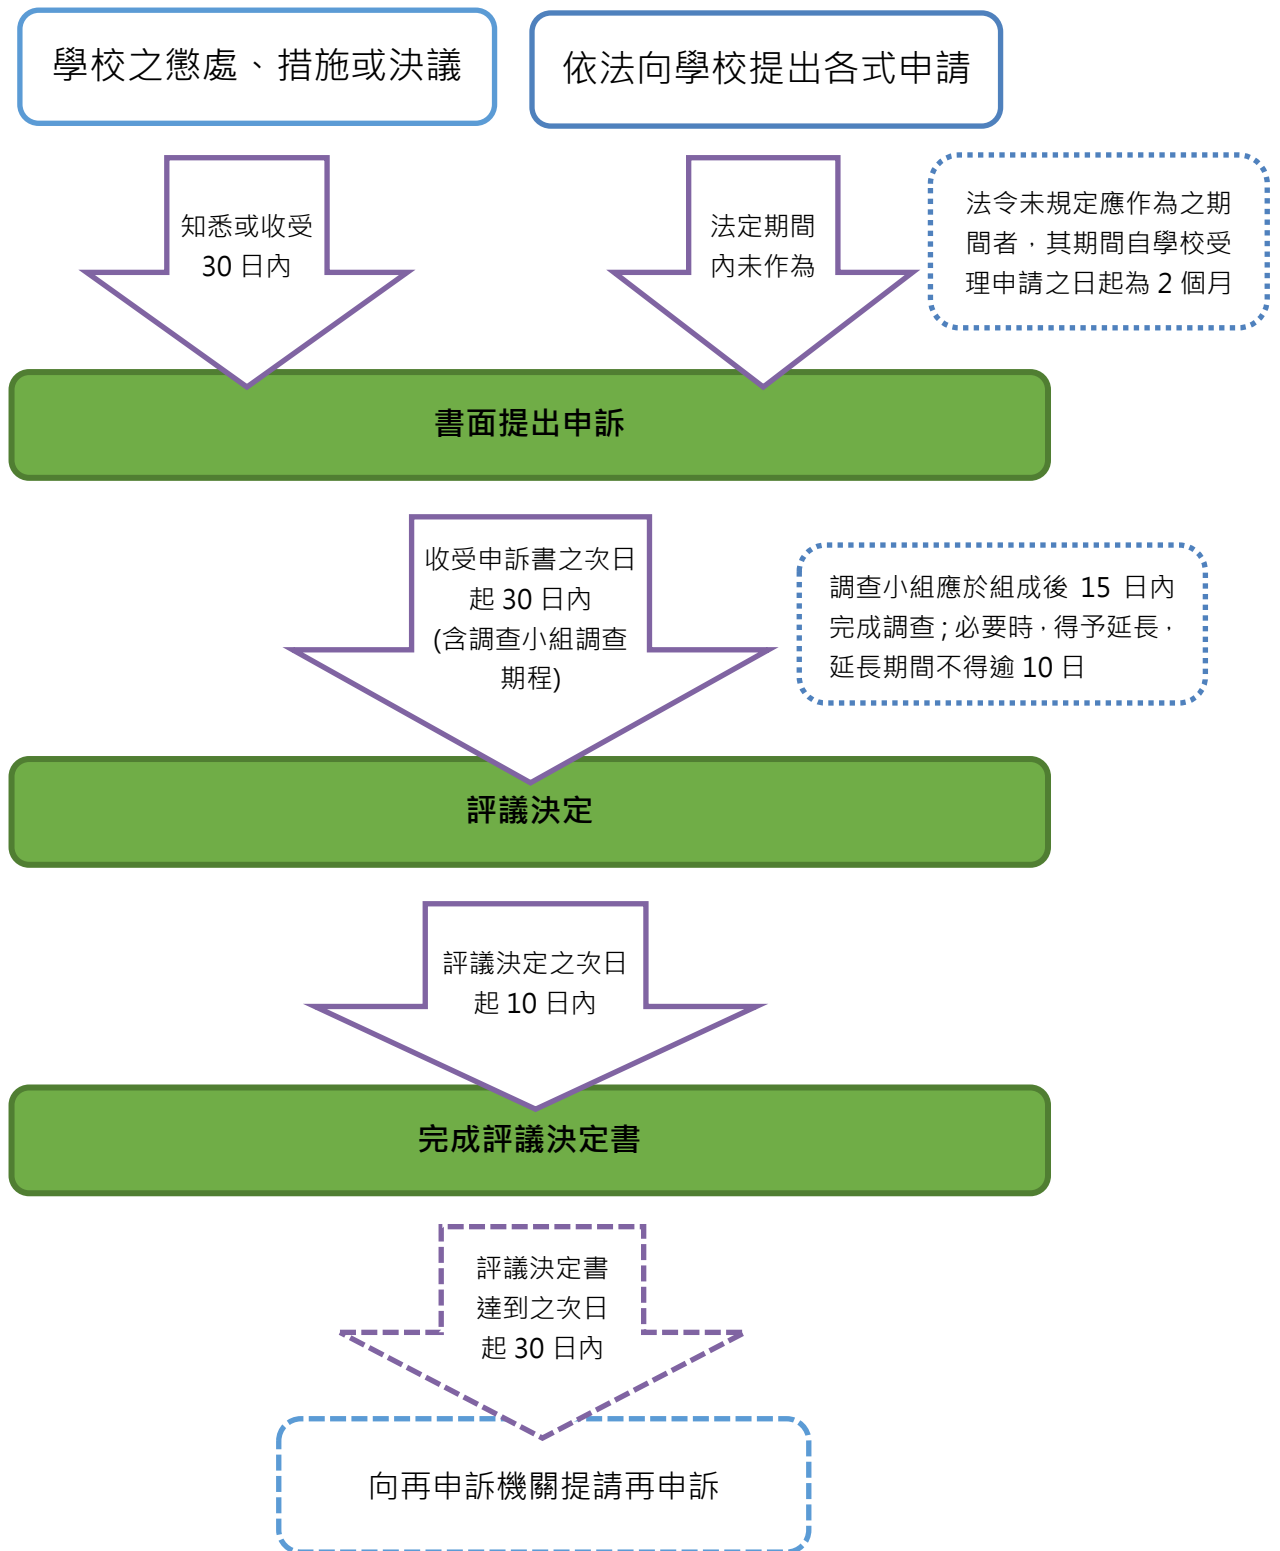 學校之懲處、措施或決議
依法向學校提出各式申請
知悉或收受
30 日內
法定期間
內未作為
法令未規定應作為之期
間者，其期間自學校受
理申請之日起為 2 個月
書面提出申訴
收受申訴書之次日
起 30 日內
(含調查小組調查
期程)
調查小組應於組成後 15 日內
完成調查；必要時，得予延長，
延長期間不得逾 10 日
評議決定
評議決定之次日
起 10 日內
完成評議決定書
評議決定書
達到之次日
起 30 日內
向再申訴機關提請再申訴